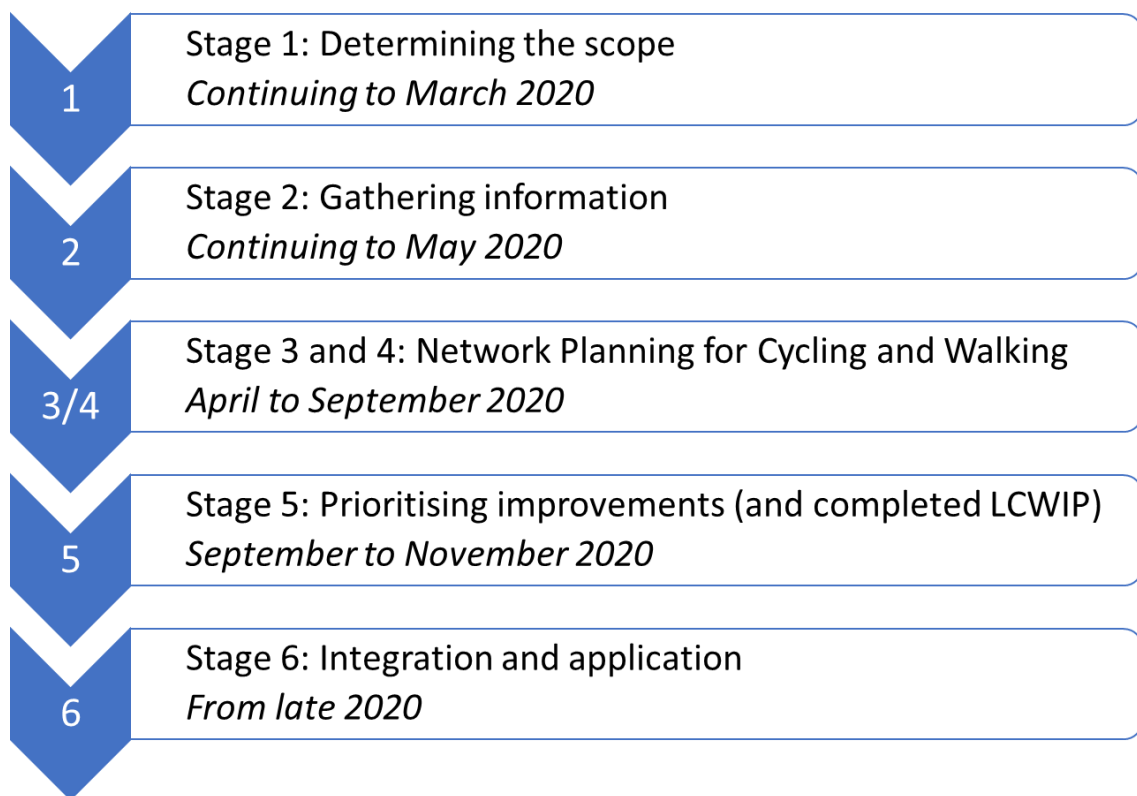 1
Stage 1: Determining the scope
Continuing to March 2020
2
Stage 2: Gathering information
Continuing to May 2020
3/4
Stage 3 and 4: Network Planning for Cycling and Walking
April to September 2020
5
Stage 5: Prioritising improvements (and completed LCWIP)
September to November 2020
6
Stage 6: Integration and application
From late 2020